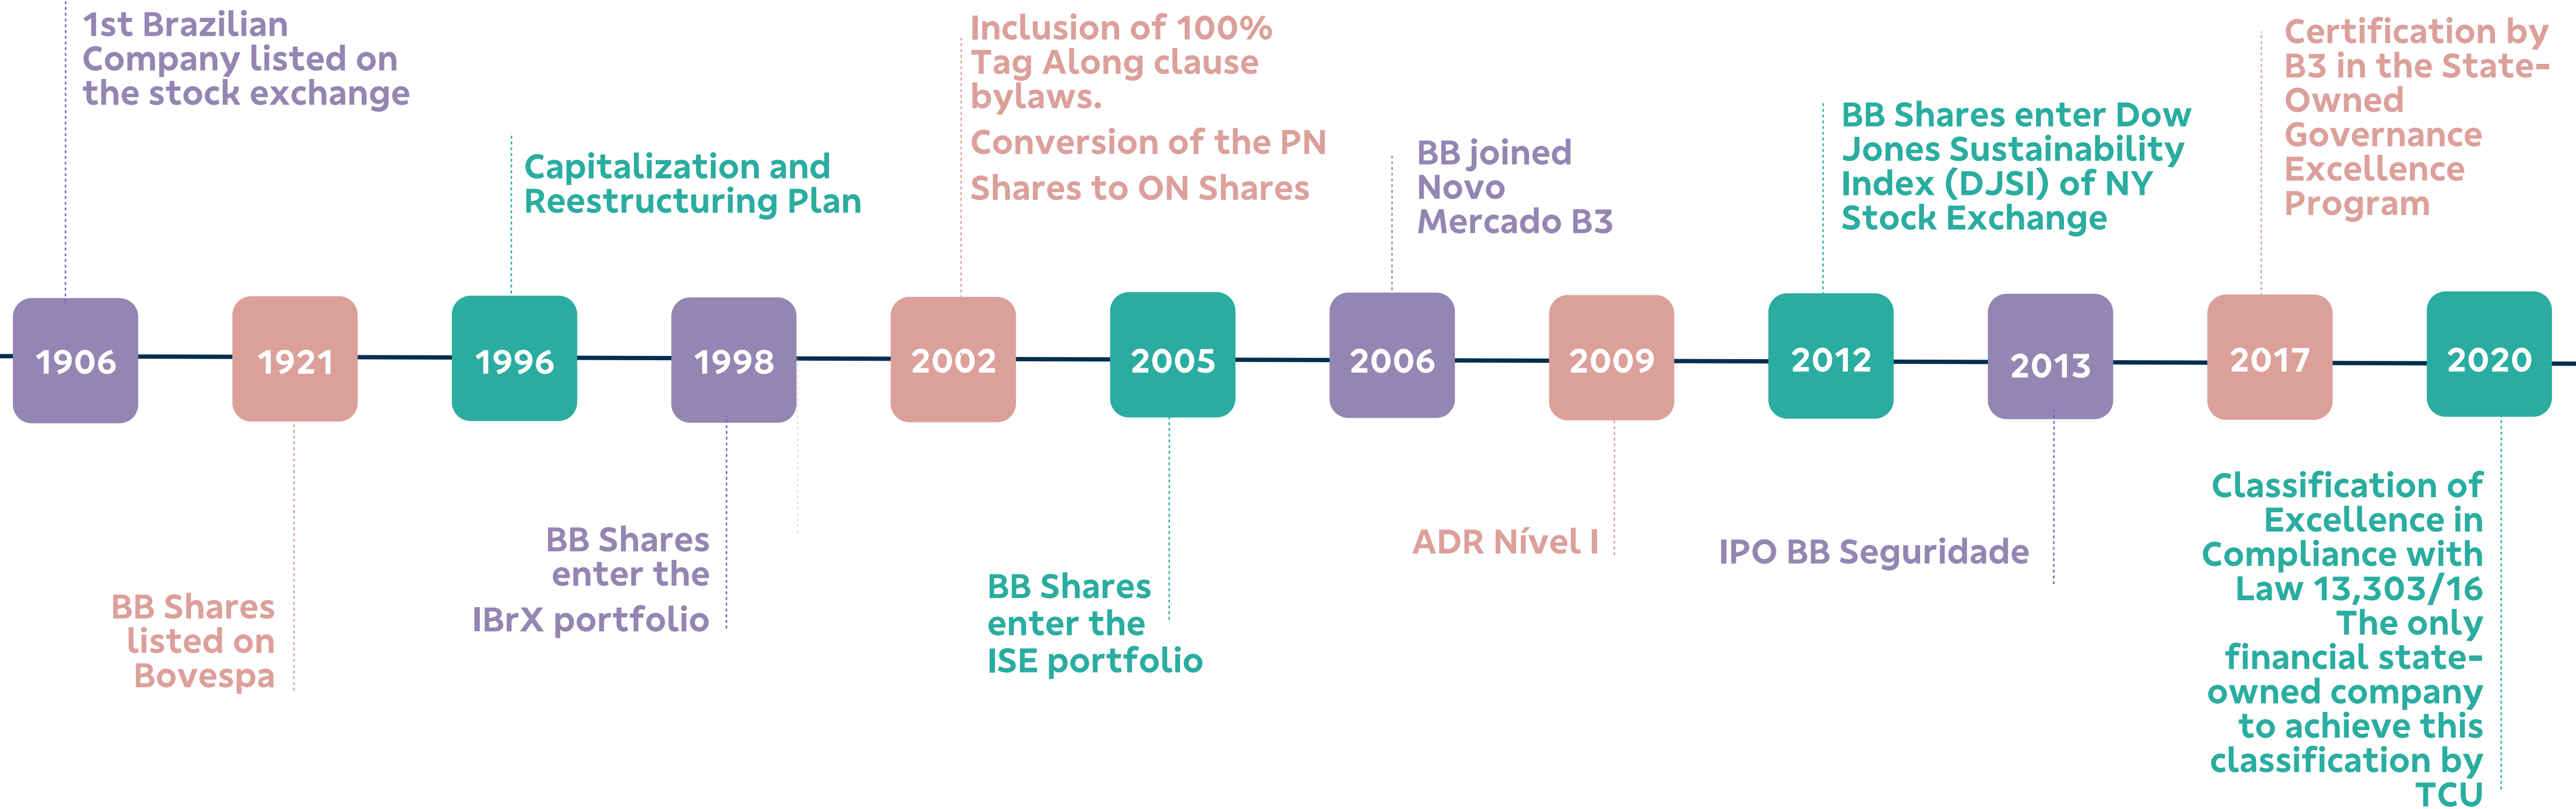 1st Brazilian
Company listed on
the stock exchange
Capitalization and
Reestructuring Plan
Inclusion of 100%
Tag Along clause
bylaws.
Conversion of the PN
Shares to ON Shares
BB joined
Novo
Mercado B3
BB Shares enter Dow
Jones Sustainability
Index (DJSI) of NY
Stock Exchange
Certification by
B3 in the State-
Owned
Governance
Excellence
Program
1906
1921
1996
1998
2002
2005
2006
2009
2012
2013
2017
2020
BB Shares
listed on
Bovespa
BB Shares
enter the
IBrX portfolio
BB Shares
enter the
ISE portfolio
ADR Nível I
IPO BB Seguridade
Classification of
Excellence in
Compliance with
Law 13,303/16
The only
financial state-
owned company
to achieve this
classification by
TCU